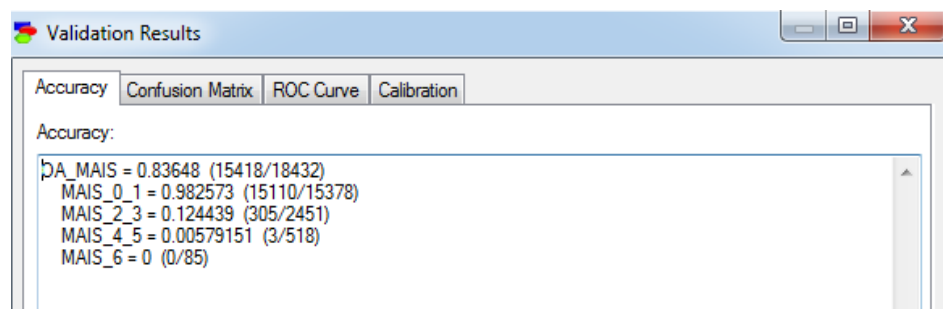 Validation Results
Accuracy Confusion Matrix ROC Curve Calibration
Accuracy:
OA_MAIS = 0.83648 (15418/18432)
MAIS_0_1 = 0.982573 (15110/15378)
MAIS_2_3 = 0.124439 (305/2451)
MAIS_4_5 = 0.00579151 (3/518)
MAIS_6 = 0 (0/85)